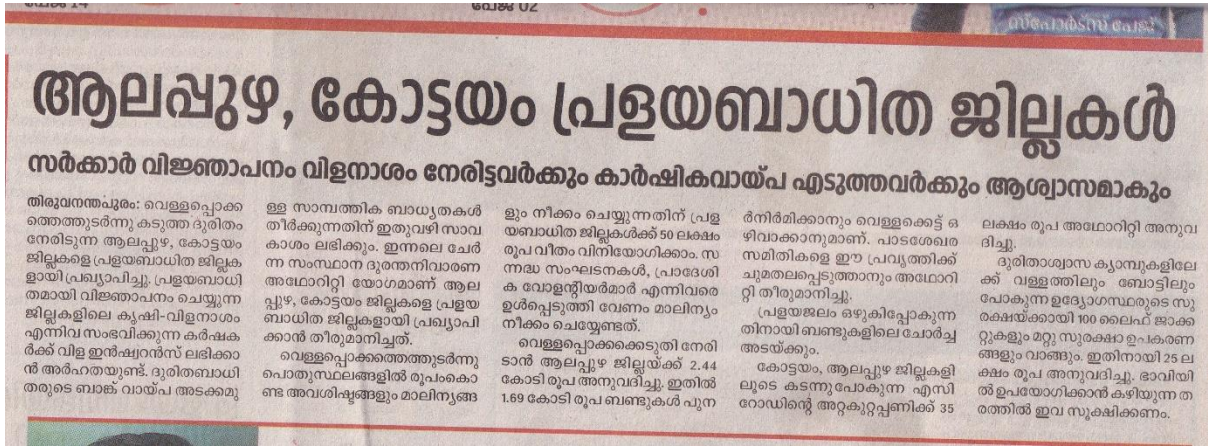 പേജ് 02
സ്പോർട്സ് പേജ്
ആലപ്പുഴ, കോട്ടയം പ്രളയബാധിത ജില്ലകൾ
സർക്കാർ വിജ്ഞാപനം വിളനാശം നേരിട്ടവർക്കും കാർഷികവായ്പ എടുത്തവർക്കും ആശ്വാസമാകും
തിരുവനന്തപുരം: വെള്ളപ്പൊക്ക
ത്തെത്തുടർന്നു കടുത്ത ദുരിതം
നേരിടുന്ന ആലപ്പുഴ, കോട്ടയം
ജില്ലകളെ പ്രളയബാധിത ജില്ലക
ളായി പ്രഖ്യാപിച്ചു. പ്രളയബാധി
തമായി വിജ്ഞാപനം ചെയ്യുന്ന
ജില്ലകളിലെ കൃഷി-വിളനാശം
എന്നിവ സംഭവിക്കുന്ന കർഷക
ർക്ക് വിള ഇൻഷ്വറൻസ് ലഭിക്കാ
ൻ അർഹതയുണ്ട്. ദുരിതബാധി
തരുടെ ബാങ്ക് വായ്പ അടക്കമു
ള്ള സാമ്പത്തിക ബാധ്യതകൾ
തീർക്കുന്നതിന് ഇതുവഴി സാവ
കാശം ലഭിക്കും. ഇന്നലെ ചേർ
ന്ന സംസ്ഥാന ദുരന്തനിവാരണ
അഥോറിറ്റി യോഗമാണ് ആല
പ്പുഴ, കോട്ടയം ജില്ലകളെ പ്രളയ
ബാധിത ജില്ലകളായി പ്രഖ്യാപി
ക്കാൻ തീരുമാനിച്ചത്.
വെള്ളപ്പൊക്കത്തെത്തുടർന്നു
പൊതുസ്ഥലങ്ങളിൽ രൂപംകൊ
ണ്ട അവശിഷ്ടങ്ങളും മാലിന്യങ്ങ
ളും നീക്കം ചെയ്യുന്നതിന് പ്രള
യബാധിത ജില്ലകൾക്ക് 50 ലക്ഷം
രൂപ വീതം വിനിയോഗിക്കാം. സ
ന്നദ്ധ സംഘടനകൾ, പ്രാദേശി
ക വോളന്റിയർമാർ എന്നിവരെ
ഉൾപ്പെടുത്തി വേണം മാലിന്യം
നീക്കം ചെയ്യേണ്ടത്.
വെള്ളപ്പൊക്കക്കെടുതി നേരി
ടാൻ ആലപ്പുഴ ജില്ലയ്ക്ക് 2.44
കോടി രൂപ അനുവദിച്ചു. ഇതിൽ
1.69 കോടി രൂപ ബണ്ടുകൾ പുന
ർനിർമിക്കാനും വെള്ളക്കെട്ട് ഒ
ഴിവാക്കാനുമാണ്. പാടശേഖര
സമിതികളെ ഈ പ്രവൃത്തിക്ക്
ചുമതലപ്പെടുത്താനും അഥോറി
റ്റി തീരുമാനിച്ചു.
പ്രളയജലം ഒഴുകിപ്പോകുന്ന
തിനായി ബണ്ടുകളിലെ ചോർച്ച
അടയ്ക്കും.
കോട്ടയം, ആലപ്പുഴ ജില്ലകളി
ലൂടെ കടന്നുപോകുന്ന എസി
റോഡിന്റെ അറ്റകുറ്റപ്പണിക്ക് 35
ലക്ഷം രൂപ അഥോറിറ്റി അനുവ
ദിച്ചു.
ദുരിതാശ്വാസ ക്യാമ്പുകളിലേ
ക്ക് വള്ളത്തിലും ബോട്ടിലും
പോകുന്ന ഉദ്യോഗസ്ഥരുടെ സു
രക്ഷയ്ക്കായി 100 ലൈഫ് ജാക്ക
റ്റുകളും മറ്റു സുരക്ഷാ ഉപകരണ
ങ്ങളും വാങ്ങും. ഇതിനായി 25 ല
ക്ഷം രൂപ അനുവദിച്ചു. ഭാവിയി
ൽ ഉപയോഗിക്കാൻ കഴിയുന്ന ത
രത്തിൽ ഇവ സൂക്ഷിക്കണം.